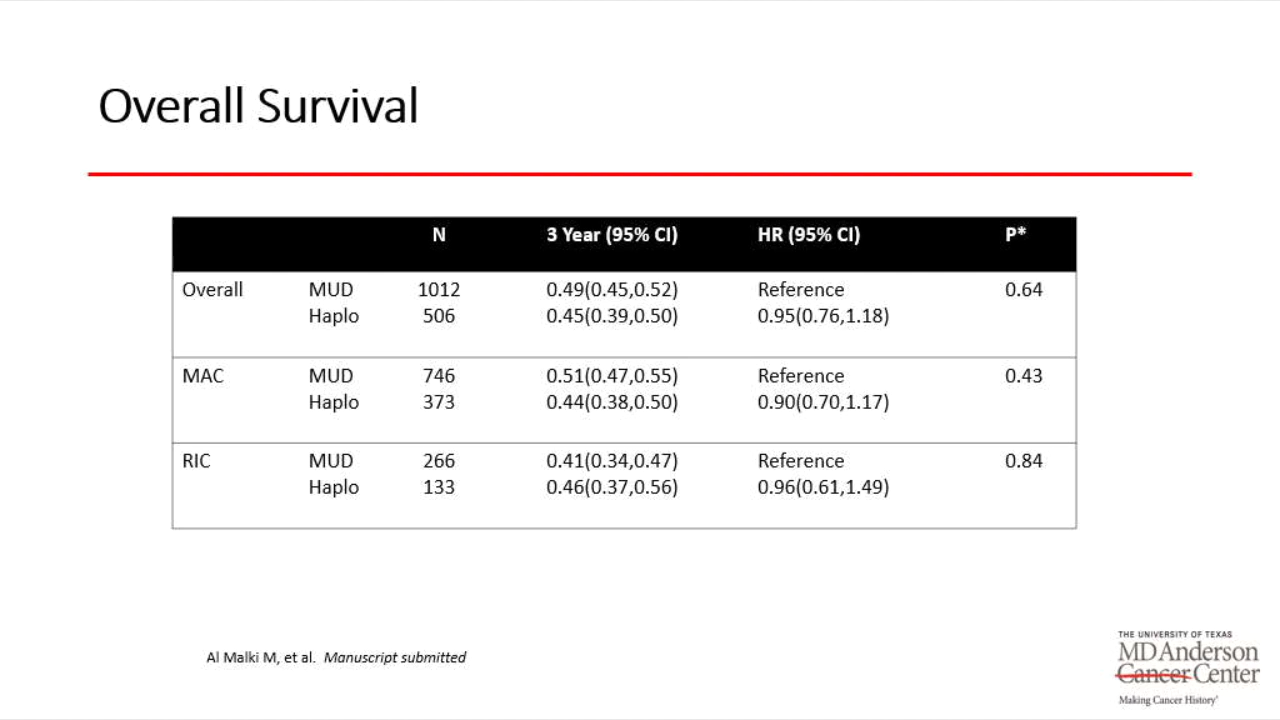 Overall Survival
N 3 Year (95% CI) HR (95% CI) P*
Overall MUD 1012 0.49(0.45,0.52) Reference 0.64
Haplo 506 0.45(0.39,0.50) 0.95(0.76,1.18)
MAC MUD 746 0.51(0.47,0.55) Reference 0.43
Haplo 373 0.44(0.38,0.50) 0.90(0.70,1.17)
RIC MUD 266 0.41(0.34,0.47) Reference 0.84
Haplo 133 0.46(0.37,0.56) 0.96(0.61,1.49)
Al Malki M, et al. Manuscript submitted
THE UNIVERSITY OF TEXAS
MD Anderson
Cancer Center
Making Cancer History®